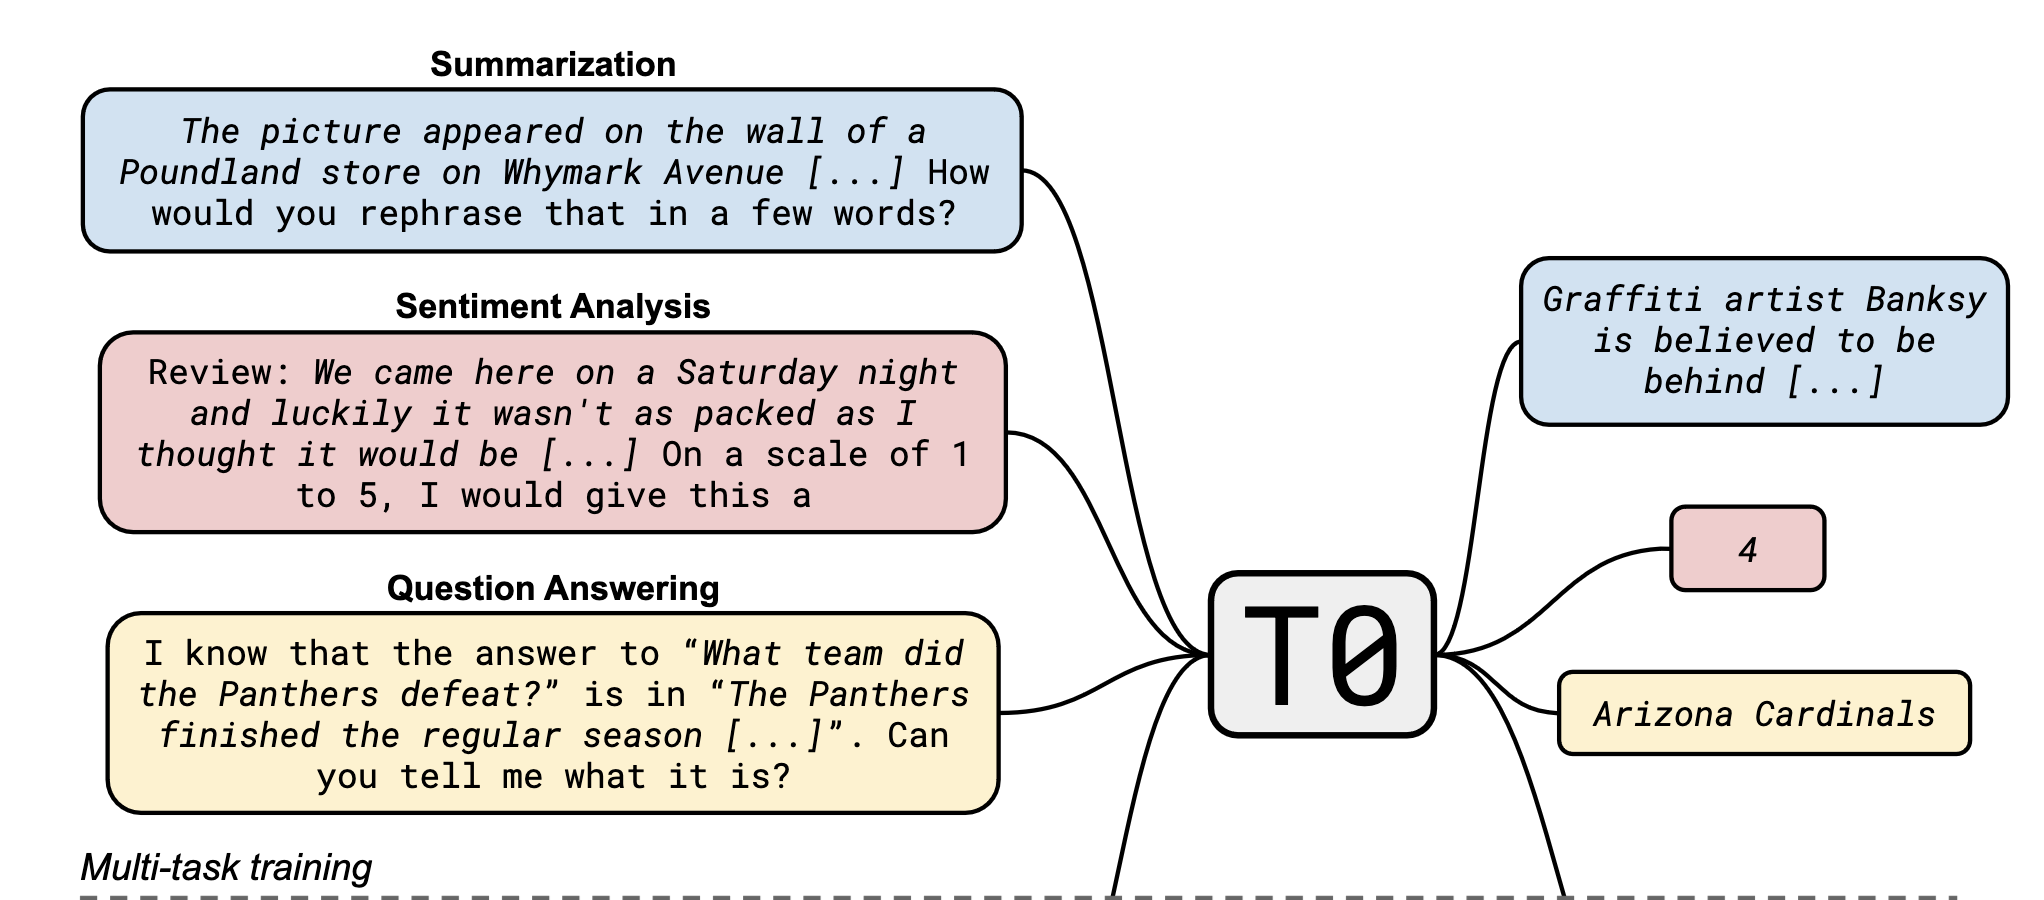 Summarization
The picture appeared on the wall of a
Poundland store on Whymark Avenue [...] How
would you rephrase that in a few words?
Sentiment Analysis
Review: We came here on a Saturday night
and luckily it wasn't as packed as I
thought it would be [...] On a scale of 1
to 5, I would give this a
Question Answering
I know that the answer to “What team did
the Panthers defeat?” is in “The Panthers
finished the regular season [...]”. Can
you tell me what it is?
Multi-task training
T0
Graffiti artist Banksy
is believed to be
behind [...]
4
Arizona Cardinals